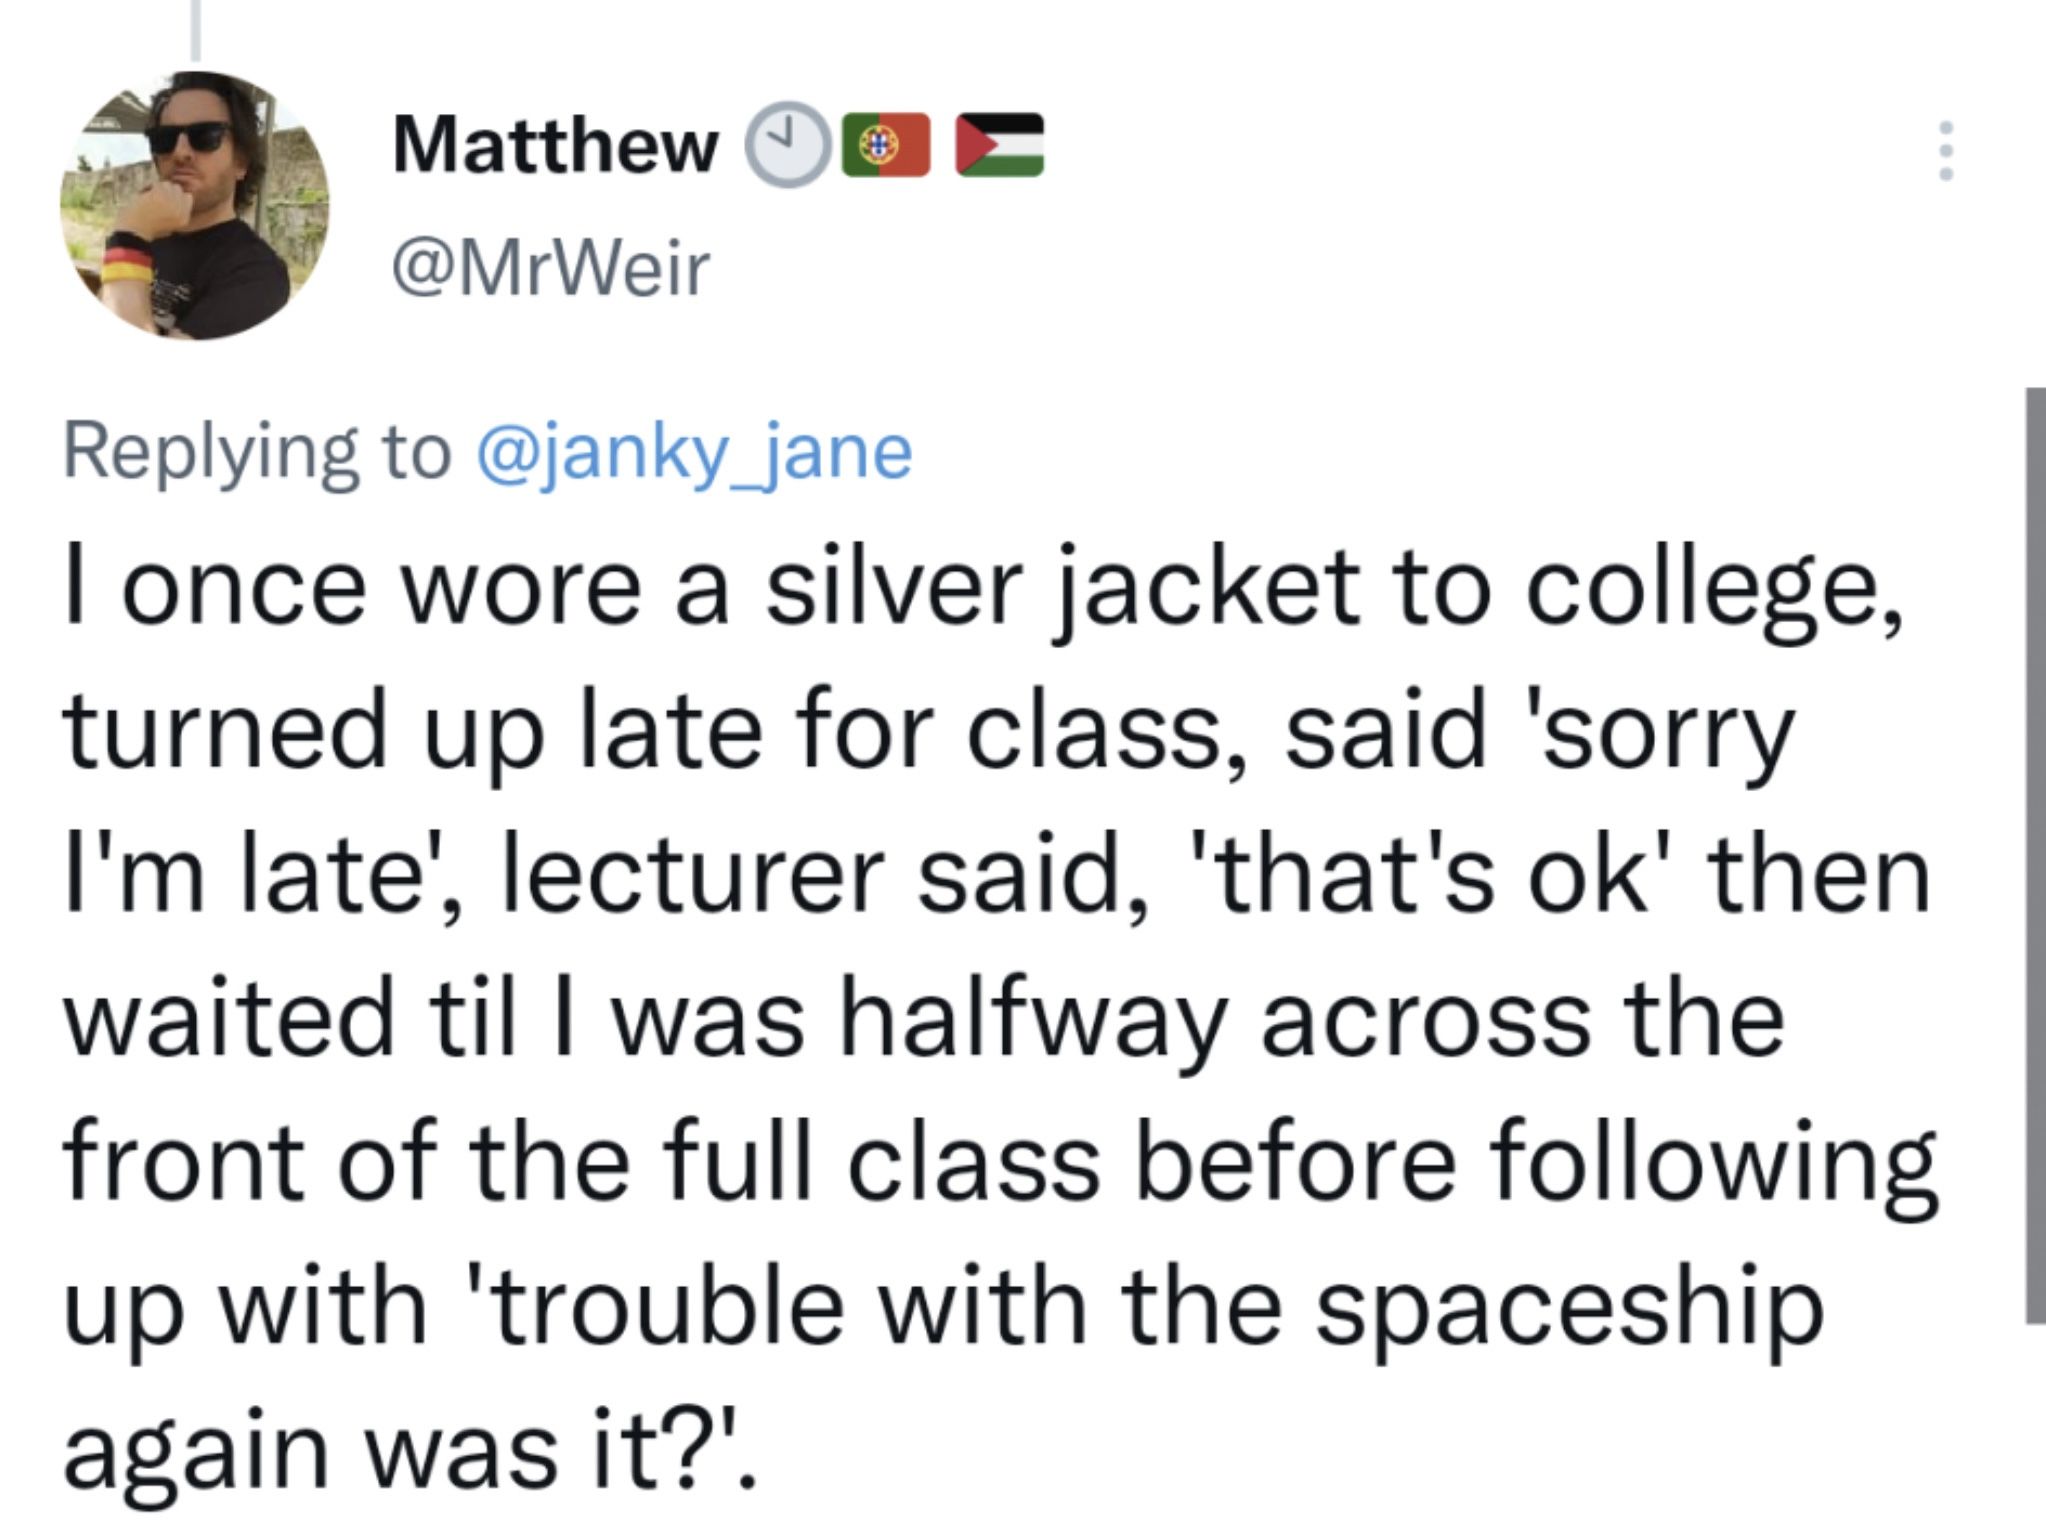 Matthew 🕙🇵🇹 🇵🇸
@MrWeir
Replying to @janky_jane
I once wore a silver jacket to college,
turned up late for class, said 'sorry
I'm late', lecturer said, 'that's ok' then
waited til I was halfway across the
front of the full class before following
up with 'trouble with the spaceship
again was it?'.